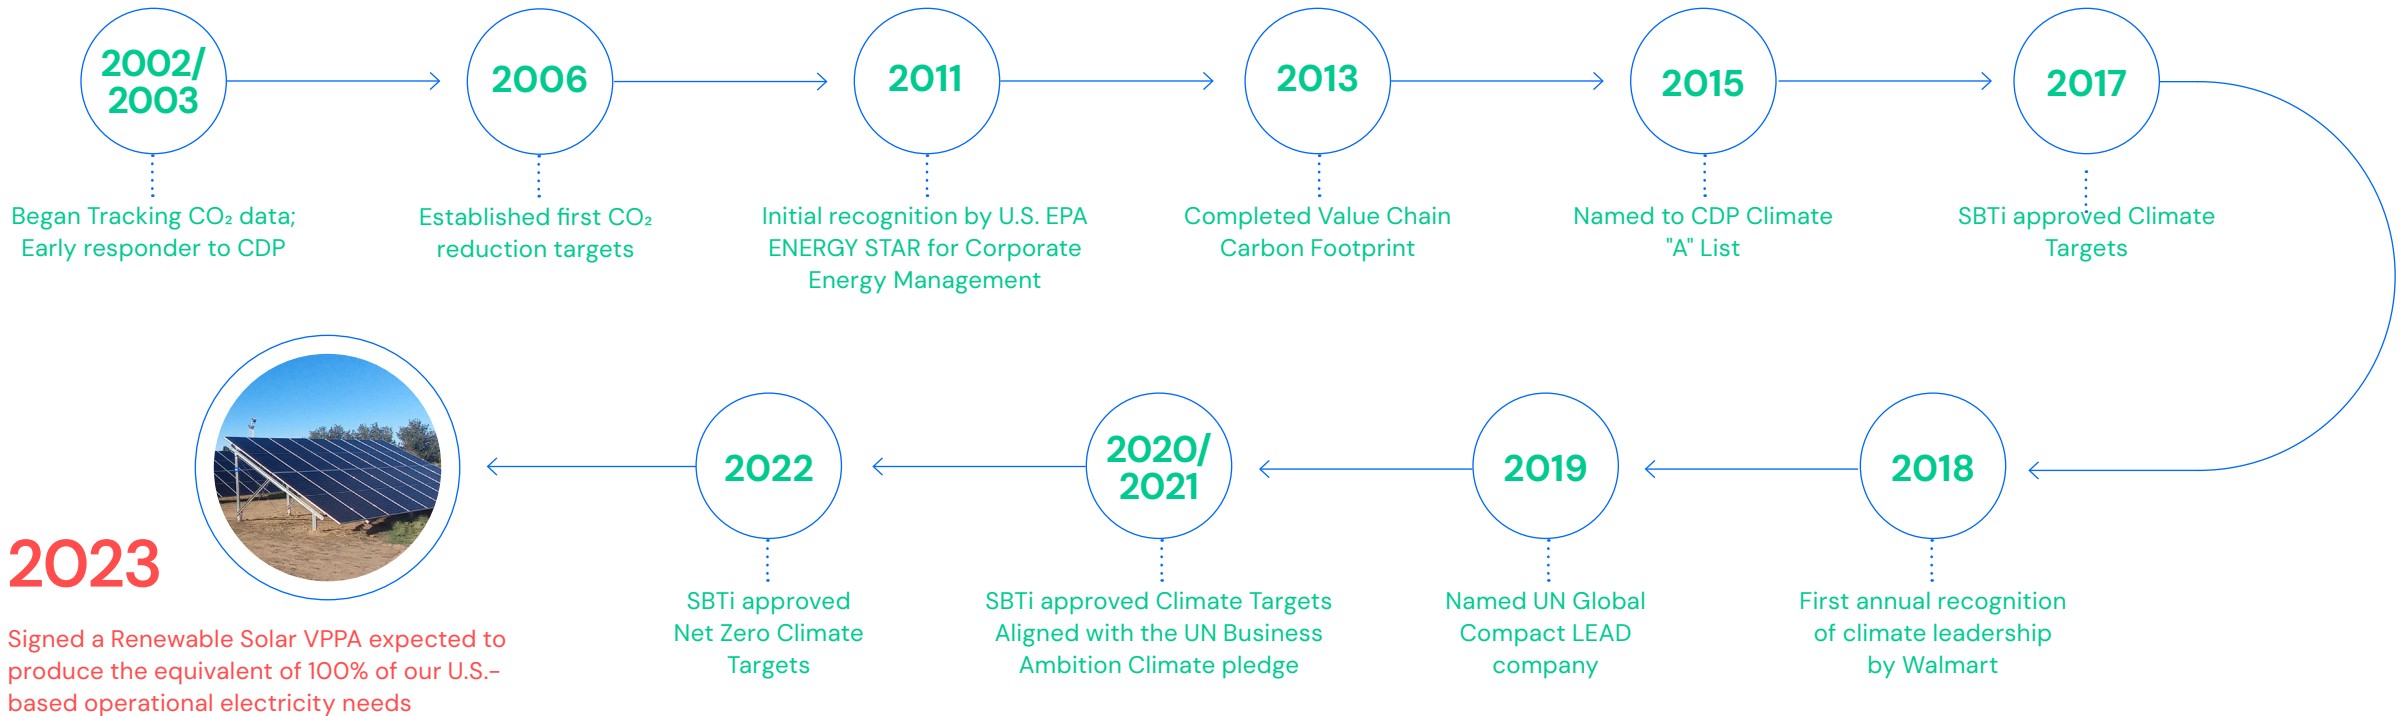 2002/
2003
Began Tracking CO₂ data;
Early responder to CDP
2006
Established first CO₂
reduction targets
2011
Initial recognition by U.S. EPA
ENERGY STAR for Corporate
Energy Management
2013
Completed Value Chain
Carbon Footprint
2015
Named to CDP Climate
"A" List
2017
SBTi approved Climate
Targets
2018
First annual recognition
of climate leadership
by Walmart
2019
Named UN Global
Compact LEAD
company
2020/
2021
SBTi approved Climate Targets
Aligned with the UN Business
Ambition Climate pledge
2022
SBTi approved
Net Zero Climate
Targets
2023
Signed a Renewable Solar VPPA expected to
produce the equivalent of 100% of our U.S.-
based operational electricity needs